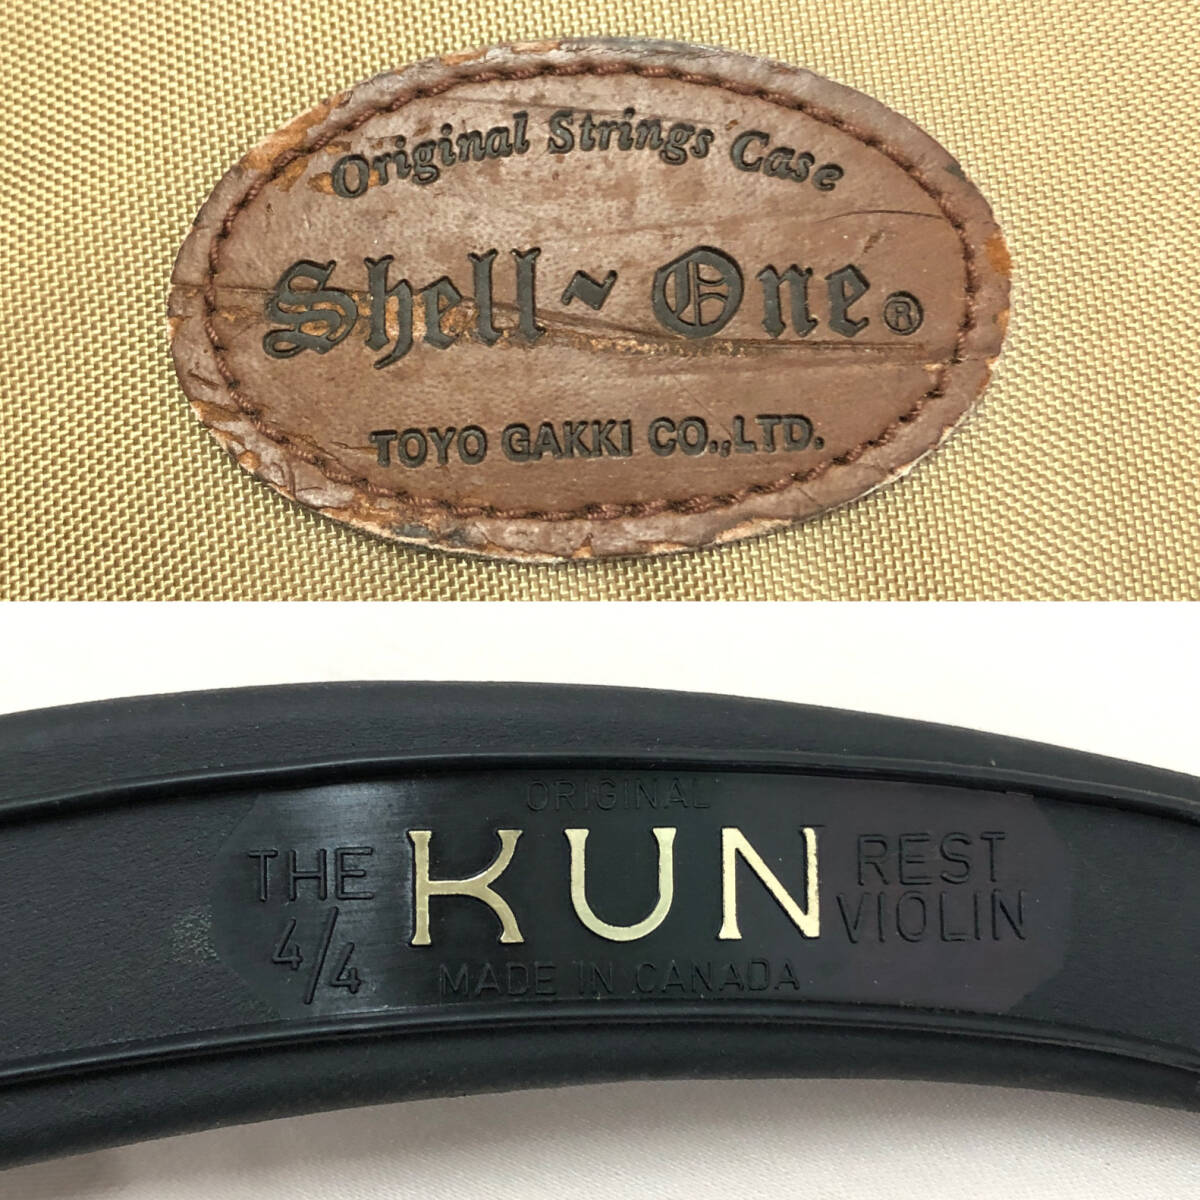 Original Strings Case
Shell~One®
TOYO GAKKI CO.,LTD.
ORIGINAL
THE KUN REST
4/4 VIOLIN
MADE IN CANADA